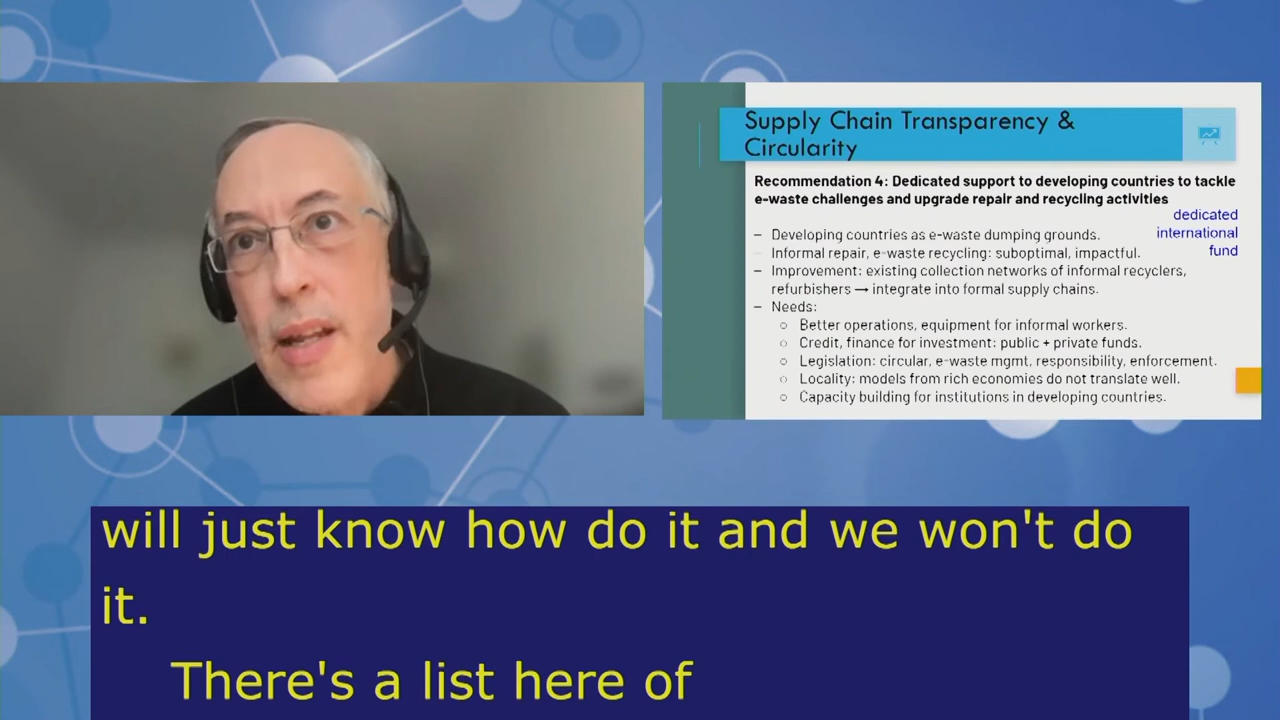 Supply Chain Transparency &
Circularity
Recommendation 4: Dedicated support to developing countries to tackle
e-waste challenges and upgrade repair and recycling activities
dedicated
international
fund
– Developing countries as e-waste dumping grounds.
– Informal repair, e-waste recycling: suboptimal, impactful.
– Improvement: existing collection networks of informal recyclers,
refurbishers → integrate into formal supply chains.
– Needs:
○ Better operations, equipment for informal workers.
○ Credit, finance for investment: public + private funds.
○ Legislation: circular, e-waste mgmt, responsibility, enforcement.
○ Locality: models from rich economies do not translate well.
○ Capacity building for institutions in developing countries.
will just know how do it and we won't do
it.
There's a list here of